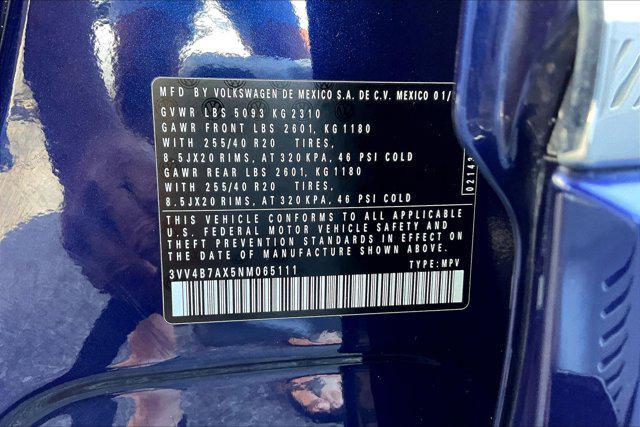 MFD BY VOLKSWAGEN DE MEXICO S.A. DE C.V. MEXICO 01/
GVWR LBS 5093 KG 2310
GAWR FRONT LBS 2601, KG 1180
WITH 255/40 R20 TIRES,
8.5JX20 RIMS, AT 320 KPA, 46 PSI COLD
GAWR REAR LBS 2601, KG 1180
WITH 255/40 R20 TIRES,
8.5JX20 RIMS, AT 320 KPA, 46 PSI COLD
THIS VEHICLE CONFORMS TO ALL APPLICABLE
U.S. FEDERAL MOTOR VEHICLE SAFETY AND
THEFT PREVENTION STANDARDS IN EFFECT ON
THE DATE OF MANUFACTURE SHOWN ABOVE.
3VV4B7AX5NM065111 TYPE: MPV